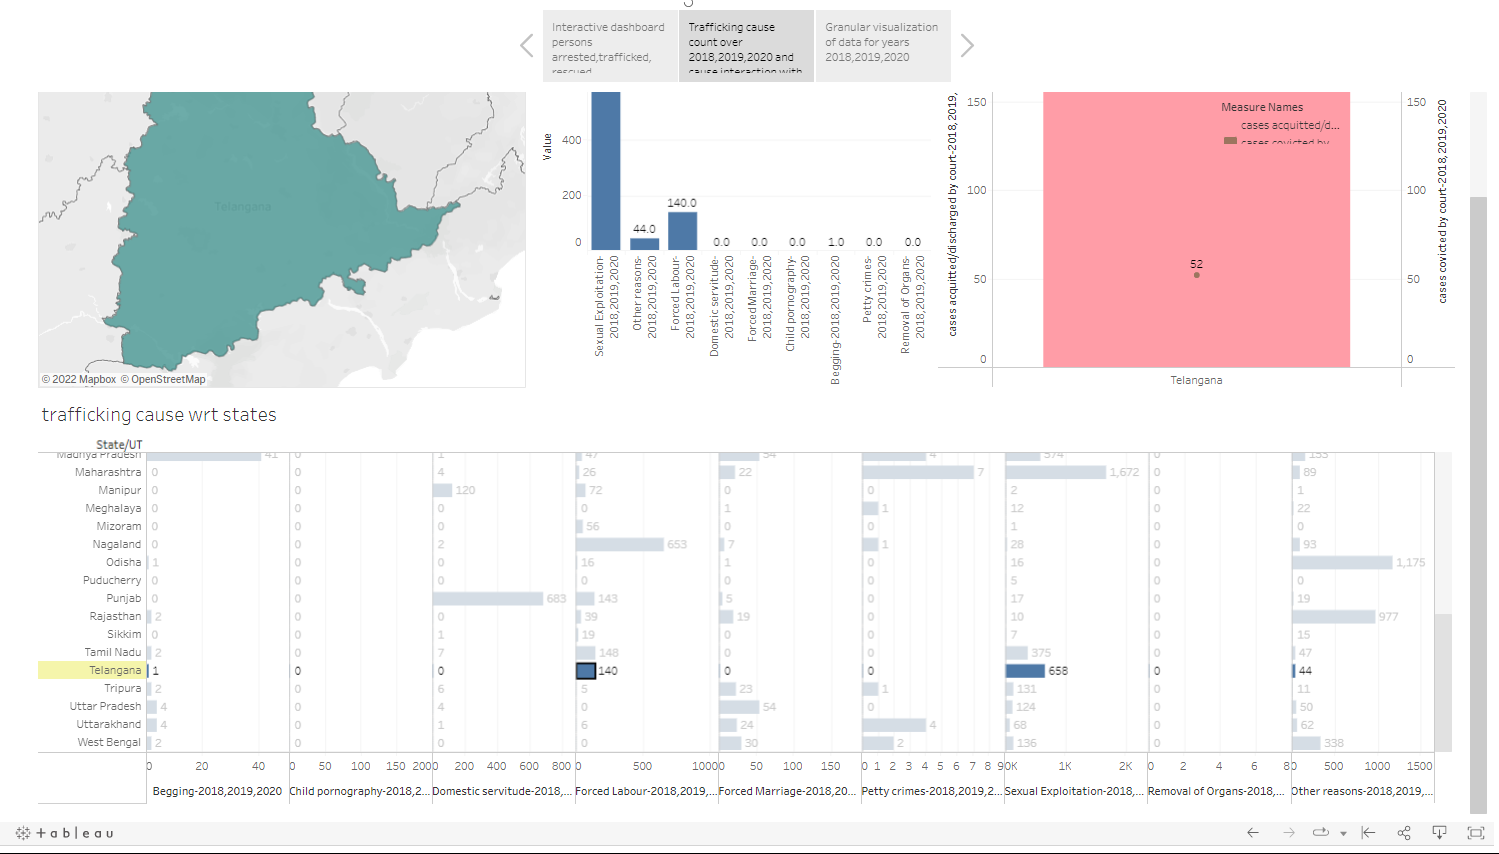 Interactive dashboard
persons
arrested,trafficked,
rescued
Trafficking cause
count over
2018,2019,2020 and
cause interaction with
Granular visualization
of data for years
2018,2019,2020
Telangana
© 2022 Mapbox © OpenStreetMap
Value
400
200
0
44.0
140.0
0.0
0.0
0.0
1.0
0.0
0.0
Sexual Exploitation-
2018,2019,2020
Other reasons-
2018,2019,2020
Forced Labour-
2018,2019,2020
Domestic servitude-
2018,2019,2020
Forced Marriage-
2018,2019,2020
Child pornography-
2018,2019,2020
Begging-2018,2019,2020
Petty crimes-
2018,2019,2020
Removal of Organs-
2018,2019,2020
cases acquitted/discharged by court-2018,2019,
150
100
50
0
Measure Names
cases acquitted/d...
cases covicted by
52
Telangana
150
100
50
0
cases covicted by court-2018,2019,2020
trafficking cause wrt states
State/UT
Madhya Pradesh 41 0 1 47 54 4 574 0 155
Maharashtra 0 0 4 26 22 7 1,672 0 89
Manipur 0 0 120 72 0 0 2 0 1
Meghalaya 0 0 0 0 1 1 12 0 22
Mizoram 0 0 0 56 0 0 1 0 0
Nagaland 0 0 2 653 7 1 28 0 93
Odisha 1 0 0 16 1 0 16 0 1,175
Puducherry 0 0 0 0 0 0 5 0 0
Punjab 0 0 683 143 5 0 17 0 19
Rajasthan 2 0 0 39 19 0 10 0 977
Sikkim 0 0 1 19 0 0 7 0 15
Tamil Nadu 2 0 7 148 0 0 375 0 47
Telangana 1 0 0 140 0 0 658 0 44
Tripura 2 0 6 5 23 1 131 0 11
Uttar Pradesh 4 0 4 0 54 0 124 0 50
Uttarakhand 4 0 1 6 24 4 68 0 62
West Bengal 2 0 0 0 30 2 136 0 338
0 20 40 0 50 100 150 200 0 200 400 600 800 0 500 1000 0 50 100 150 0 1 2 3 4 5 6 7 8 9 0K 1K 2K 0 2 4 6 8 0 500 1000 1500
Begging-2018,2019,2020 Child pornography-2018,2... Domestic servitude-2018,... Forced Labour-2018,2019,... Forced Marriage-2018,20... Petty crimes-2018,2019,2... Sexual Exploitation-2018,... Removal of Organs-2018,... Other reasons-2018,2019,...
+ableau